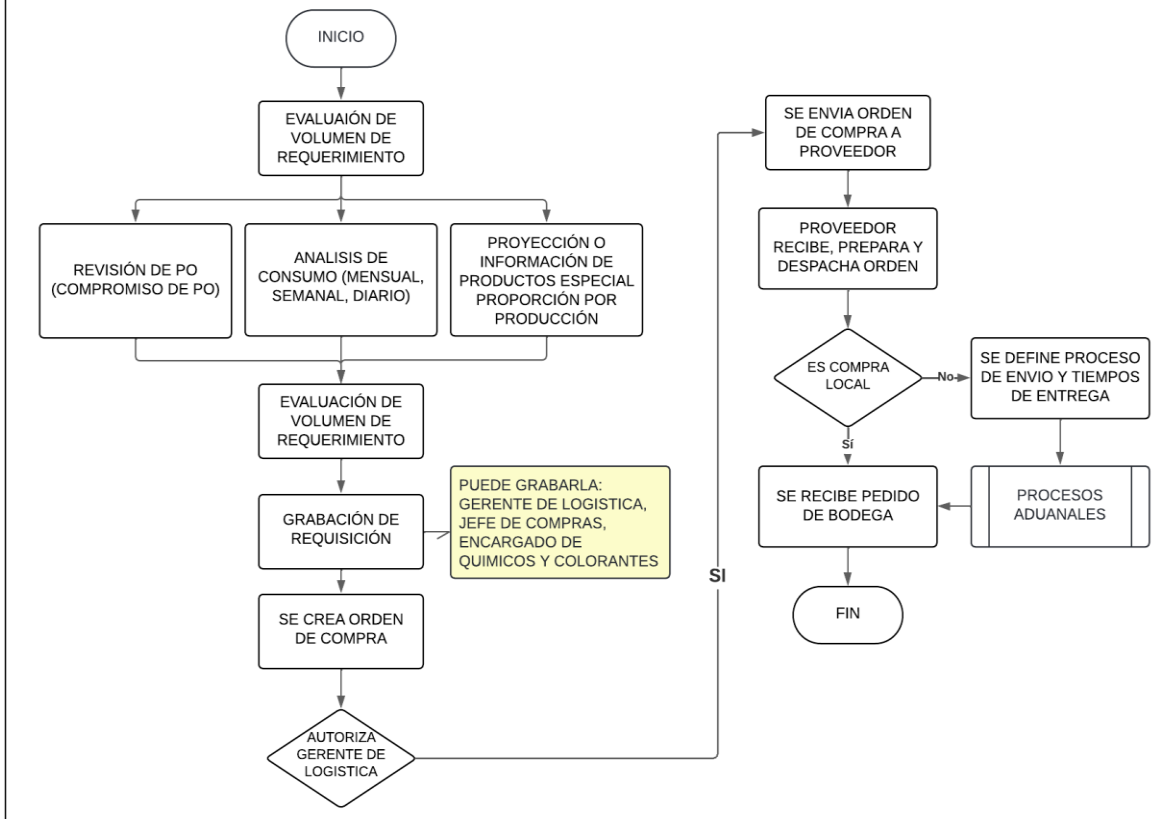 INICIO
EVALUAIÓN DE
VOLUMEN DE
REQUERIMIENTO
REVISIÓN DE PO
(COMPROMISO DE PO)
ANALISIS DE
CONSUMO (MENSUAL,
SEMANAL, DIARIO)
PROYECCIÓN O
INFORMACIÓN DE
PRODUCTOS ESPECIAL
PROPORCIÓN POR
PRODUCCIÓN
EVALUACIÓN DE
VOLUMEN DE
REQUERIMIENTO
GRABACIÓN DE
REQUISICIÓN
PUEDE GRABARLA:
GERENTE DE LOGISTICA,
JEFE DE COMPRAS,
ENCARGADO DE
QUIMICOS Y COLORANTES
SE CREA ORDEN
DE COMPRA
AUTORIZA
GERENTE DE
LOGISTICA
SI
SE ENVIA ORDEN
DE COMPRA A
PROVEEDOR
PROVEEDOR
RECIBE, PREPARA Y
DESPACHA ORDEN
ES COMPRA
LOCAL
No
SE DEFINE PROCESO
DE ENVIO Y TIEMPOS
DE ENTREGA
Sí
SE RECIBE PEDIDO
DE BODEGA
PROCESOS
ADUANALES
FIN